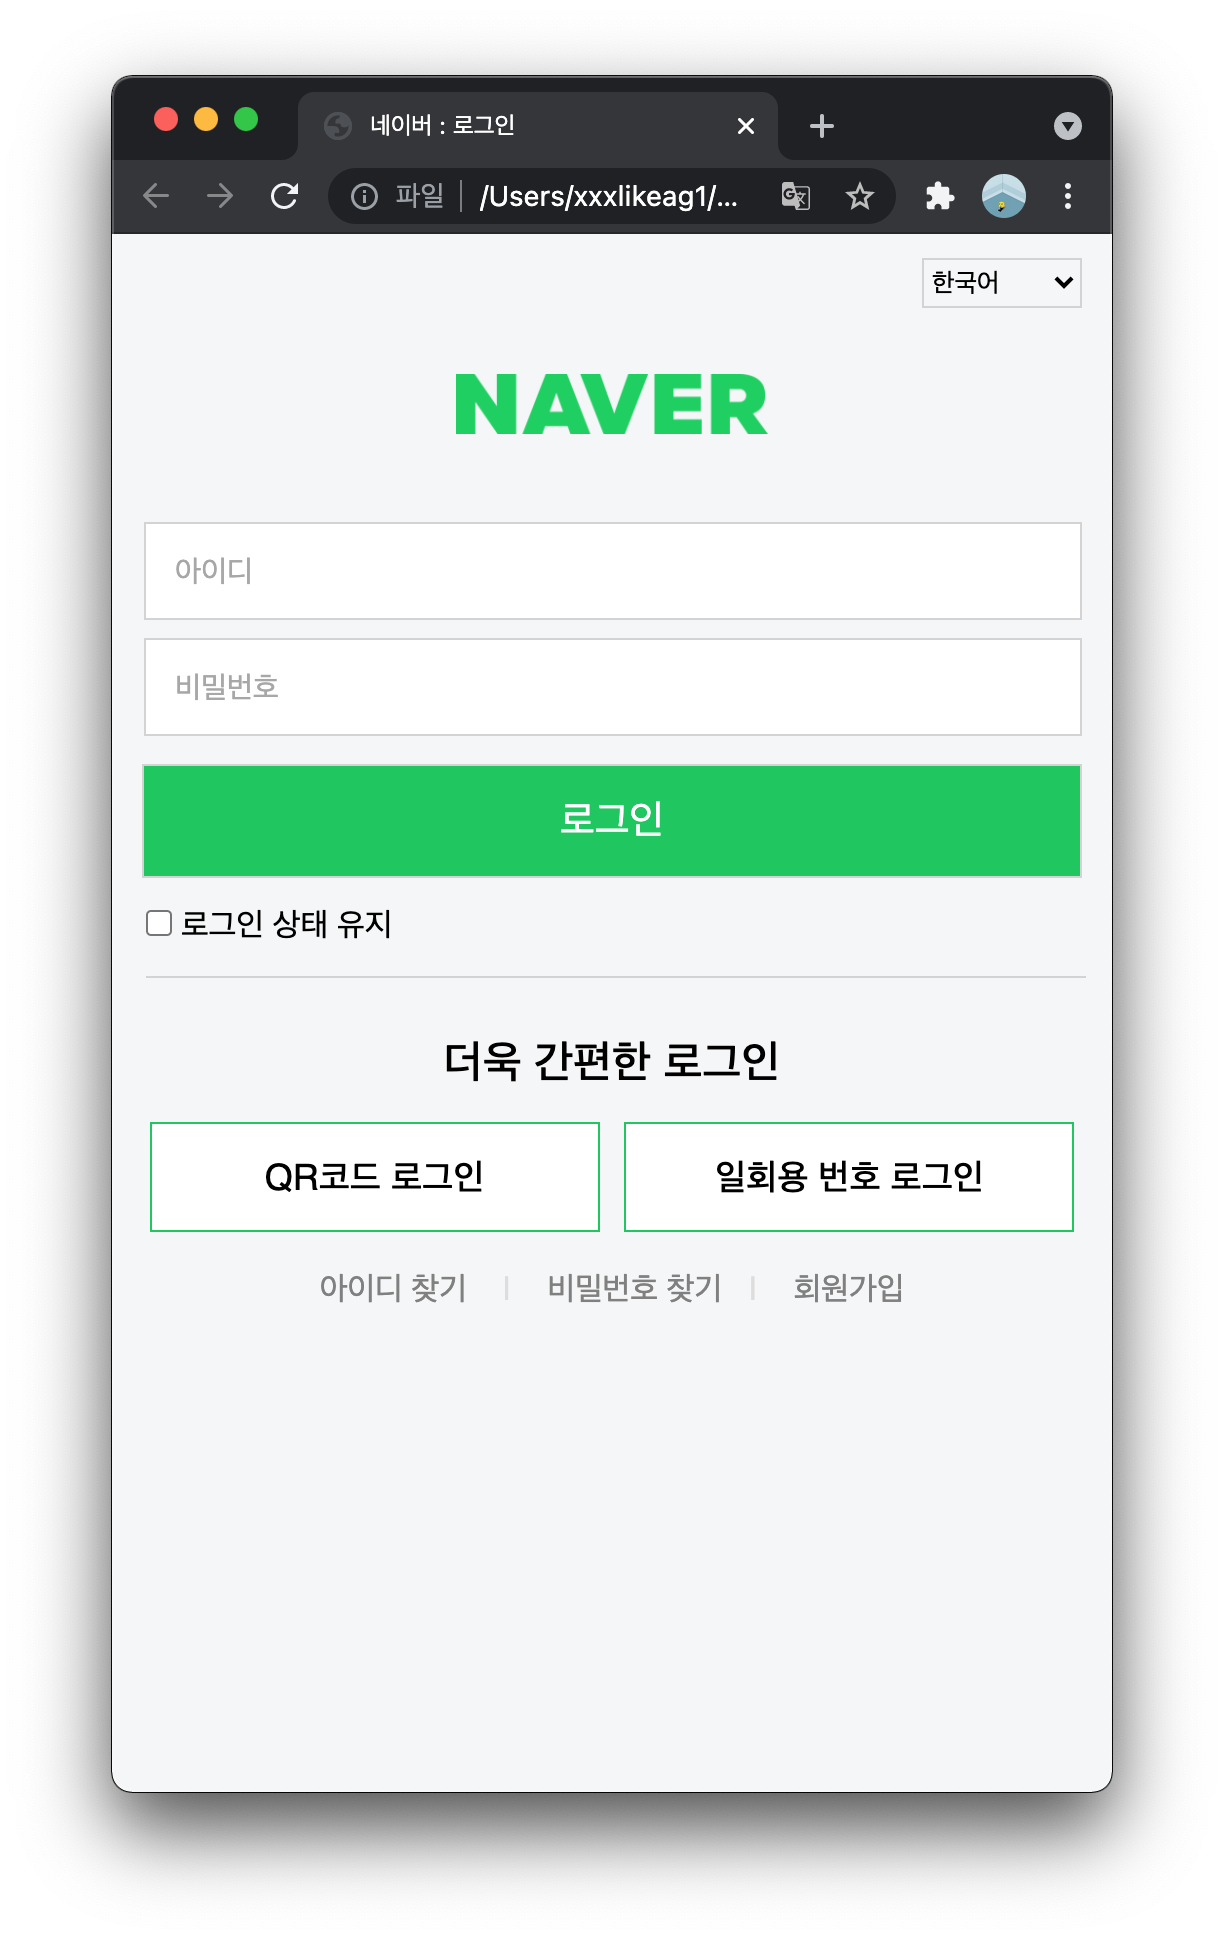 네이버 : 로그인
파일 /Users/xxxlikeag1/...
한국어
NAVER
아이디
비밀번호
로그인
로그인 상태 유지
더욱 간편한 로그인
QR코드 로그인
일회용 번호 로그인
아이디 찾기 | 비밀번호 찾기 | 회원가입